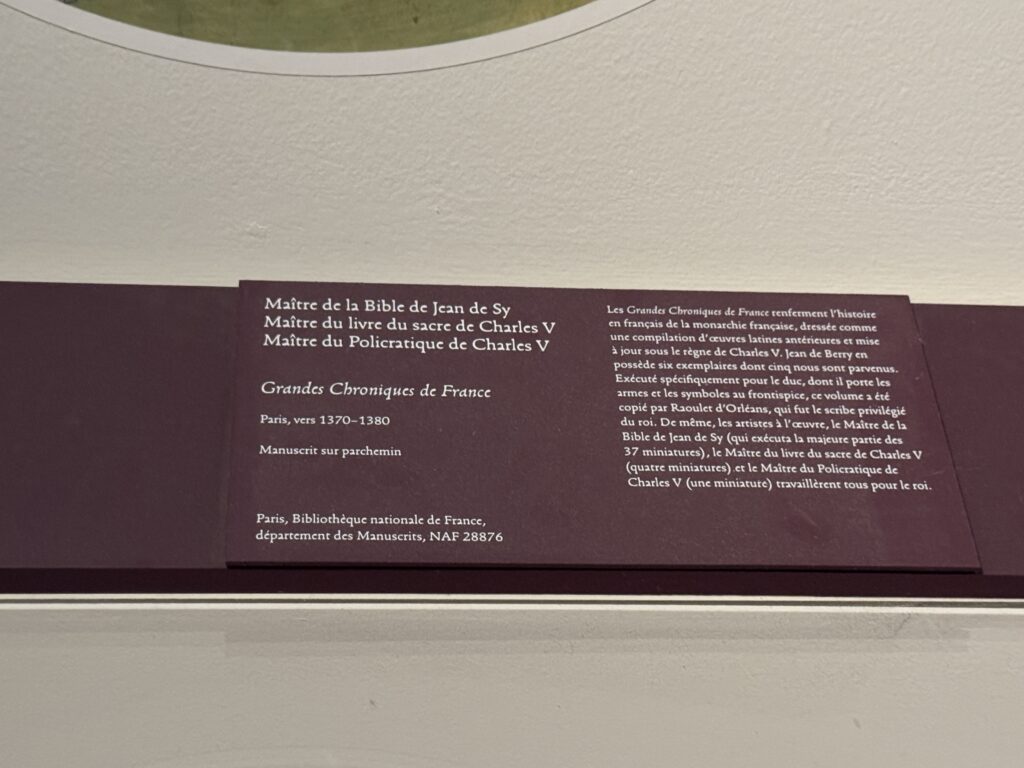 Maître de la Bible de Jean de Sy
Maître du livre du sacre de Charles V
Maître du Policratique de Charles V
Grandes Chroniques de France
Paris, vers 1370–1380
Manuscrit sur parchemin
Paris, Bibliothèque nationale de France,
département des Manuscrits, NAF 28876
Les Grandes Chroniques de France renferment l'histoire
en français de la monarchie française, dressée comme
une compilation d'œuvres latines antérieures et mise
à jour sous le règne de Charles V. Jean de Berry en
possède six exemplaires dont cinq nous sont parvenus.
Exécuté spécifiquement pour le duc, dont il porte les
armes et les symboles au frontispice, ce volume a été
copié par Raoulet d'Orléans, qui fut le scribe privilégié
du roi. De même, les artistes à l'œuvre, le Maître de la
Bible de Jean de Sy (qui exécuta la majeure partie des
37 miniatures), le Maître du livre du sacre de Charles V
(quatre miniatures) et le Maître du Policratique de
Charles V (une miniature) travaillèrent tous pour le roi.